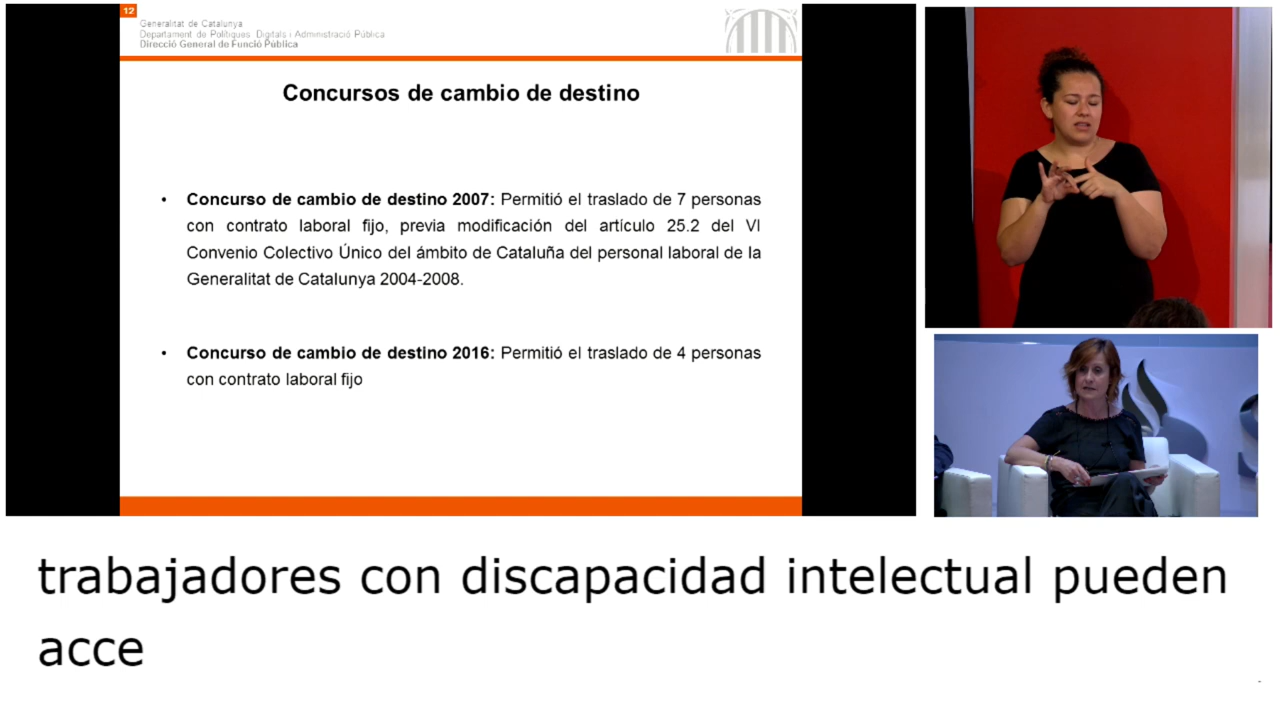 12
Generalitat de Catalunya
Departament de Polítiques Digitals i Administració Pública
Direcció General de Funció Pública
Concursos de cambio de destino
• Concurso de cambio de destino 2007: Permitió el traslado de 7 personas
con contrato laboral fijo, previa modificación del artículo 25.2 del VI
Convenio Colectivo Único del ámbito de Cataluña del personal laboral de la
Generalitat de Catalunya 2004-2008.
• Concurso de cambio de destino 2016: Permitió el traslado de 4 personas
con contrato laboral fijo
trabajadores con discapacidad intelectual pueden
acce